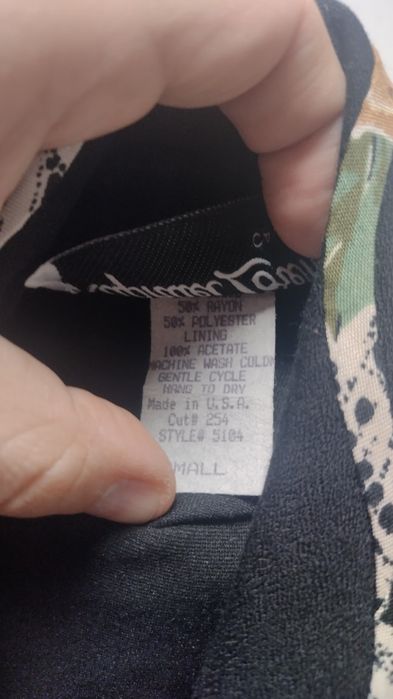 50% RAYON
50% POLYESTER
LINING
100% ACETATE
MACHINE WASH COLD
GENTLE CYCLE
HANG TO DRY
Made in U.S.A.
Cut# 254
STYLE# 5104
SMALL